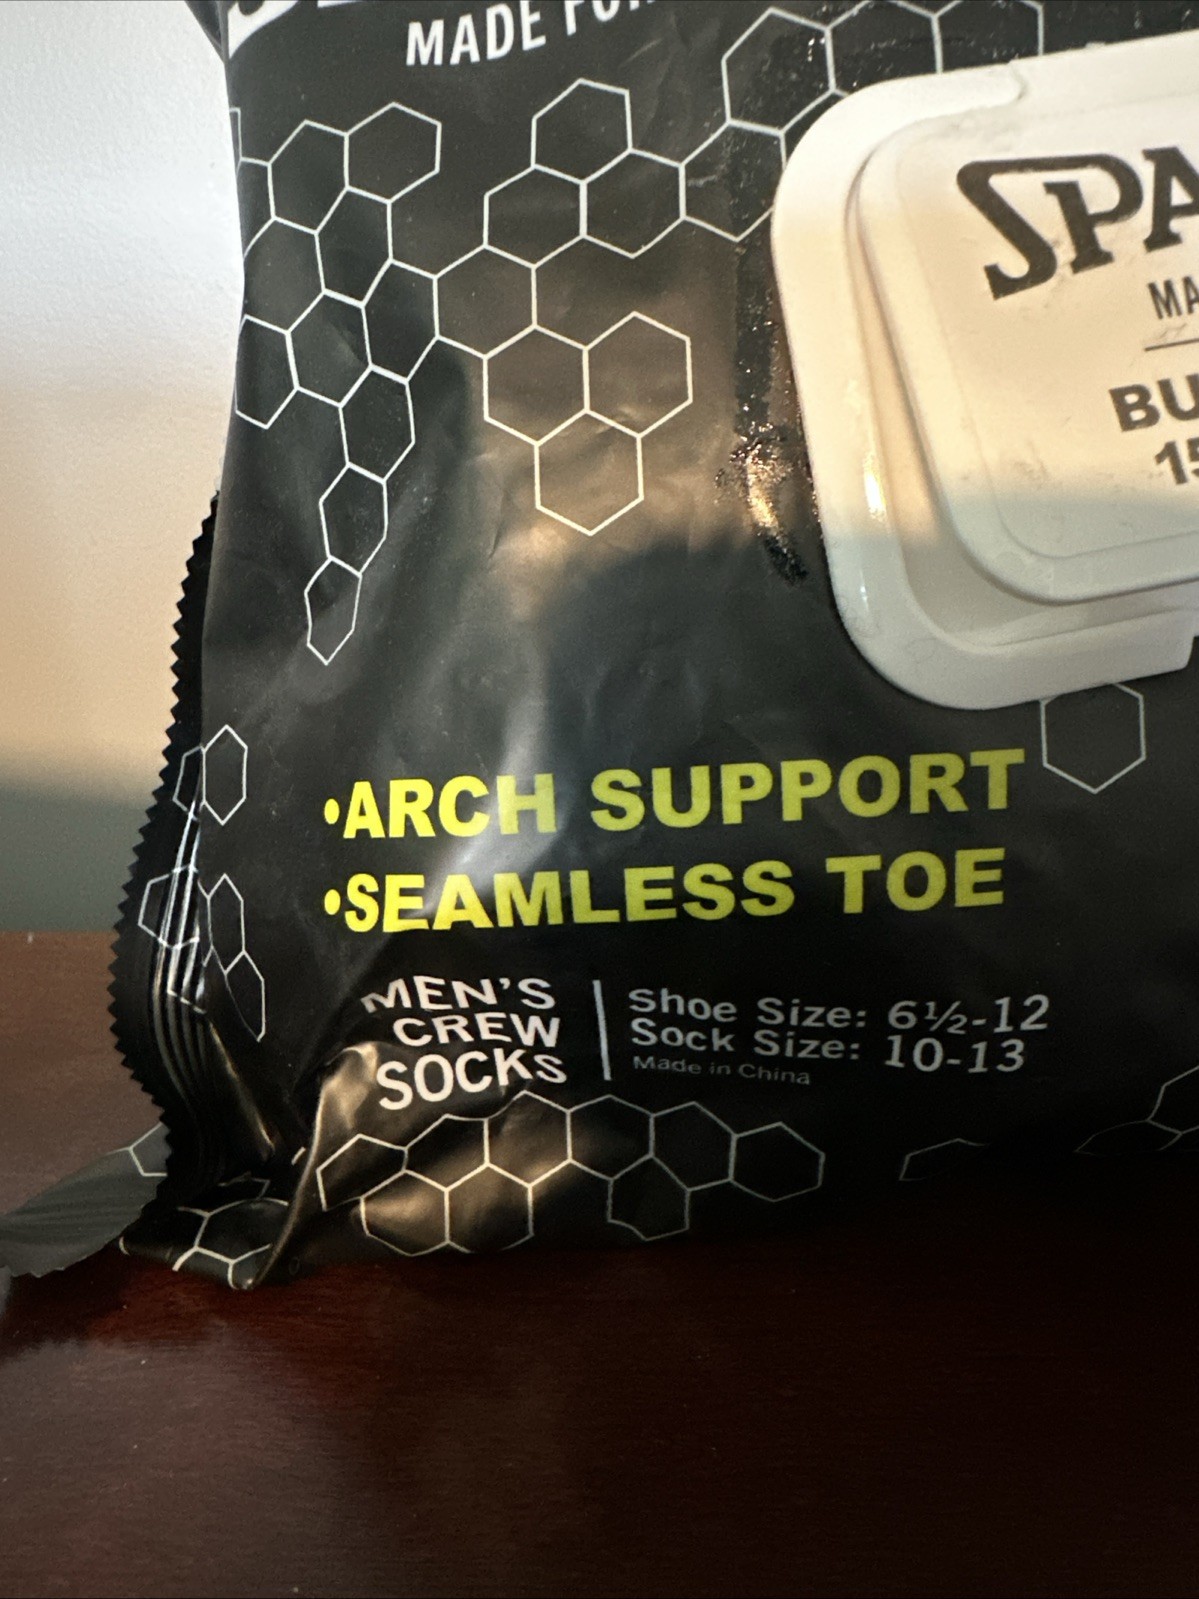 MADE FOR
SPA
MA
BU
15
•ARCH SUPPORT
•SEAMLESS TOE
MEN'S
CREW
SOCKS
Shoe Size: 6½-12
Sock Size: 10-13
Made in China